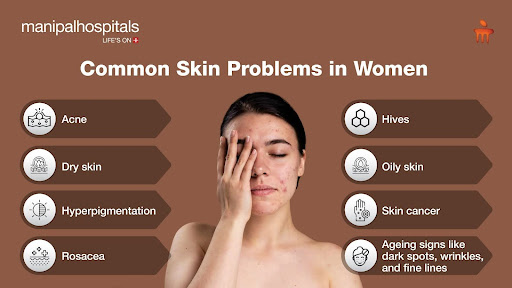 manipalhospitals
LIFE'S ON
Common Skin Problems in Women
Acne
Dry skin
Hyperpigmentation
Rosacea
Hives
Oily skin
Skin cancer
Ageing signs like
dark spots, wrinkles,
and fine lines